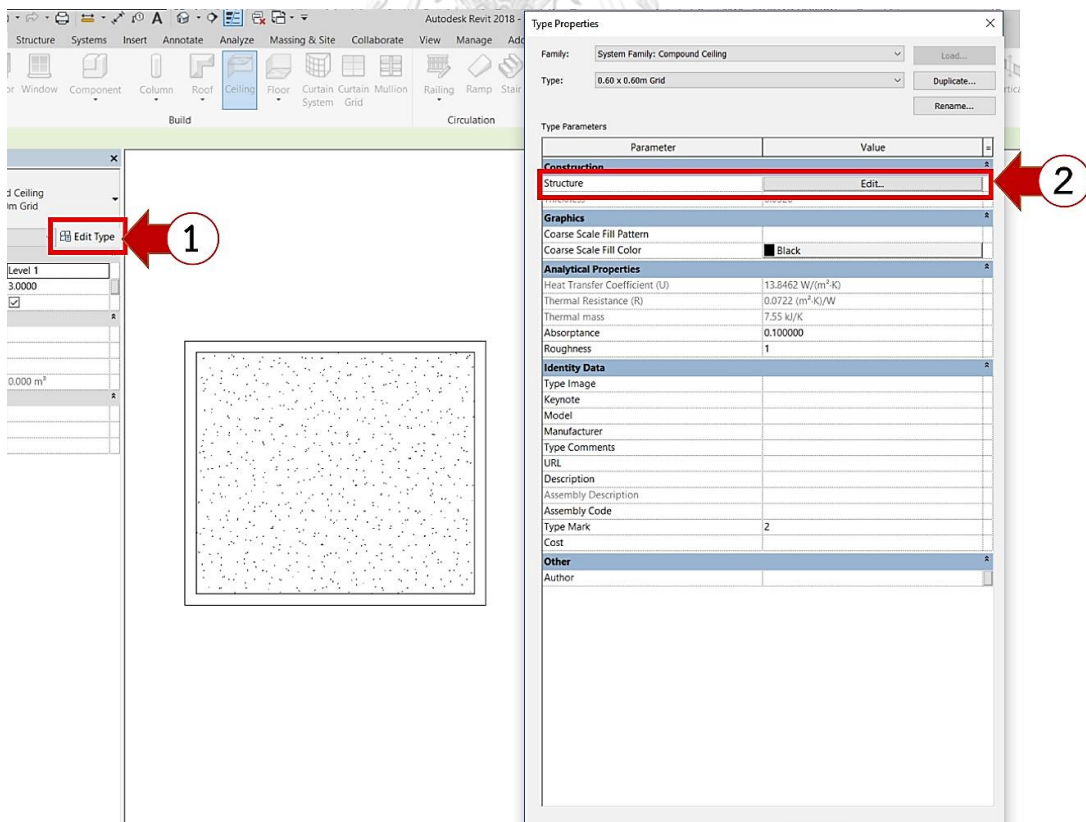 Autodesk Revit 2018 -
Structure Systems Insert Annotate Analyze Massing & Site Collaborate View Manage Add
Window Component Column Roof Ceiling Floor Curtain System Curtain Grid Mullion Railing Ramp Stair
Build Circulation
d Ceiling
m Grid
Edit Type
1
Level 1
3.0000
0.000 m³
Type Properties
Family: System Family: Compound Ceiling Load...
Type: 0.60 x 0.60m Grid Duplicate...
Rename...
Type Parameters
Parameter Value =
Construction
Structure Edit...
2
Graphics
Coarse Scale Fill Pattern
Coarse Scale Fill Color Black
Analytical Properties
Heat Transfer Coefficient (U) 13.8462 W/(m²·K)
Thermal Resistance (R) 0.0722 (m²·K)/W
Thermal mass 7.55 kJ/K
Absorptance 0.100000
Roughness 1
Identity Data
Type Image
Keynote
Model
Manufacturer
Type Comments
URL
Description
Assembly Description
Assembly Code
Type Mark 2
Cost
Other
Author